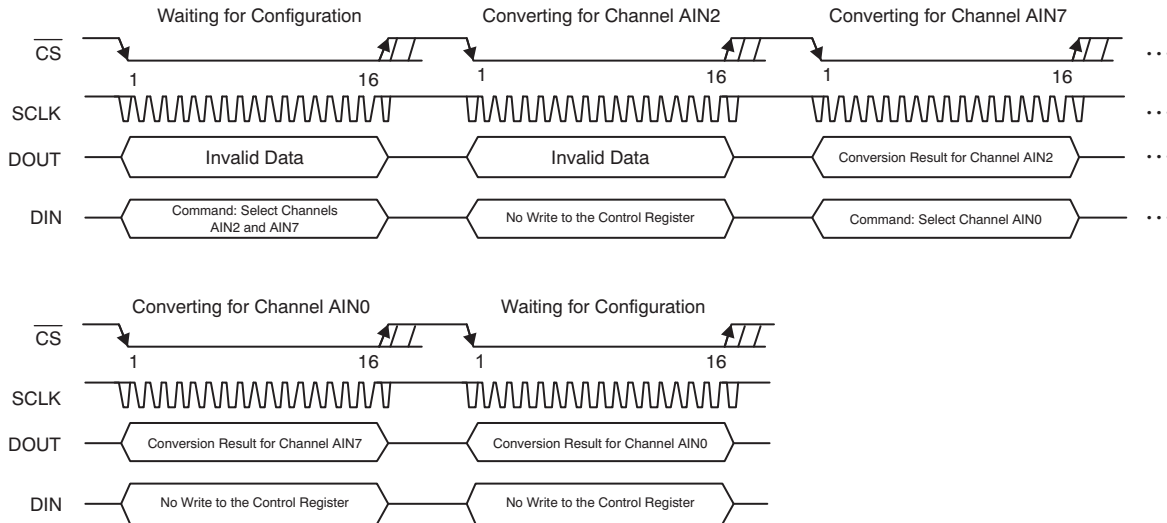 Waiting for Configuration Converting for Channel AIN2 Converting for Channel AIN7
CS
1 16 1 16 1 16
SCLK
DOUT Invalid Data Invalid Data Conversion Result for Channel AIN2
DIN Command: Select Channels
AIN2 and AIN7 No Write to the Control Register Command: Select Channel AIN0
Converting for Channel AIN0 Waiting for Configuration
CS
1 16 1 16
SCLK
DOUT Conversion Result for Channel AIN7 Conversion Result for Channel AIN0
DIN No Write to the Control Register No Write to the Control Register